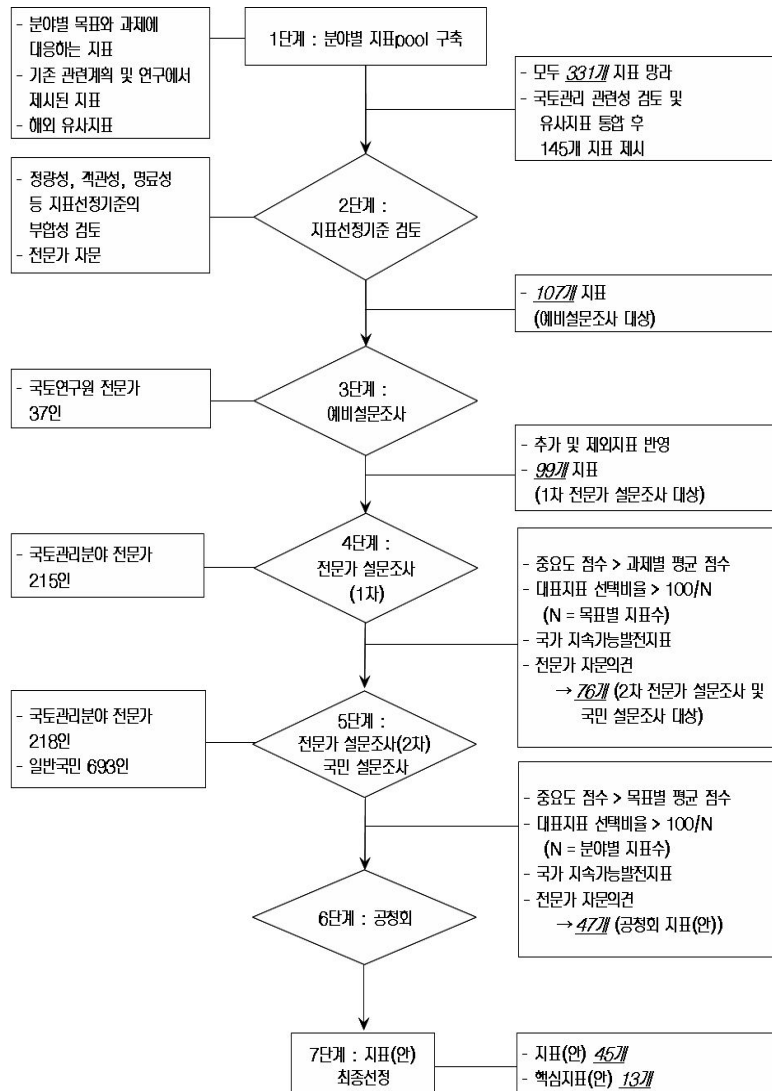 - 분야별 목표와 과제에
대응하는 지표
- 기존 관련계획 및 연구에서
제시된 지표
- 해외 유사지표
1단계 : 분야별 지표pool 구축
- 모두 331개 지표 망라
- 국토관리 관련성 검토 및
유사지표 통합 후
145개 지표 제시
- 정량성, 객관성, 명료성
등 지표선정기준의
부합성 검토
- 전문가 자문
2단계 :
지표선정기준 검토
- 107개 지표
(예비설문조사 대상)
- 국토연구원 전문가
37인
3단계 :
예비설문조사
- 추가 및 제외지표 반영
- 99개 지표
(1차 전문가 설문조사 대상)
- 국토관리분야 전문가
215인
4단계 :
전문가 설문조사
(1차)
- 중요도 점수 > 과제별 평균 점수
- 대표지표 선택비율 > 100/N
(N = 목표별 지표수)
- 국가 지속가능발전지표
- 전문가 자문의견
→ 76개 (2차 전문가 설문조사 및
국민 설문조사 대상)
- 국토관리분야 전문가
218인
- 일반국민 693인
5단계 :
전문가 설문조사(2차)
국민 설문조사
- 중요도 점수 > 목표별 평균 점수
- 대표지표 선택비율 > 100/N
(N = 분야별 지표수)
- 국가 지속가능발전지표
- 전문가 자문의견
→ 47개 (공청회 지표(안))
6단계 : 공청회
7단계 : 지표(안)
최종선정
- 지표(안) 45개
- 핵심지표(안) 13개